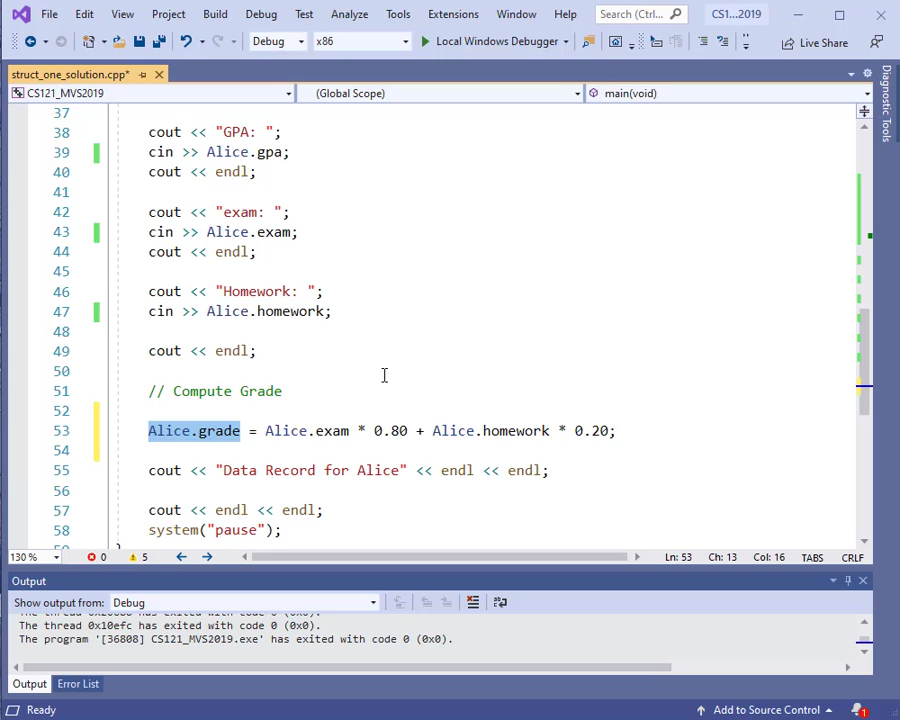 File Edit View Project Build Debug Test Analyze Tools Extensions Window Help Search (Ctrl... CS1...2019
Debug x86 Local Windows Debugger Live Share
struct_one_solution.cpp*
CS121_MVS2019 (Global Scope) main(void)
37
38 cout << "GPA: ";
39 cin >> Alice.gpa;
40 cout << endl;
41
42 cout << "exam: ";
43 cin >> Alice.exam;
44 cout << endl;
45
46 cout << "Homework: ";
47 cin >> Alice.homework;
48
49 cout << endl;
50
51 // Compute Grade
52
53 Alice.grade = Alice.exam * 0.80 + Alice.homework * 0.20;
54
55 cout << "Data Record for Alice" << endl << endl;
56
57 cout << endl << endl;
58 system("pause");
130 % 0 5 Ln: 53 Ch: 13 Col: 16 TABS CRLF
Output
Show output from: Debug
The program '[36808] CS121_MVS2019.exe' has exited with code 0 (0x0).
The thread 0x10efc has exited with code 0 (0x0).
Output Error List
Ready Add to Source Control 1
Diagnostic Tools